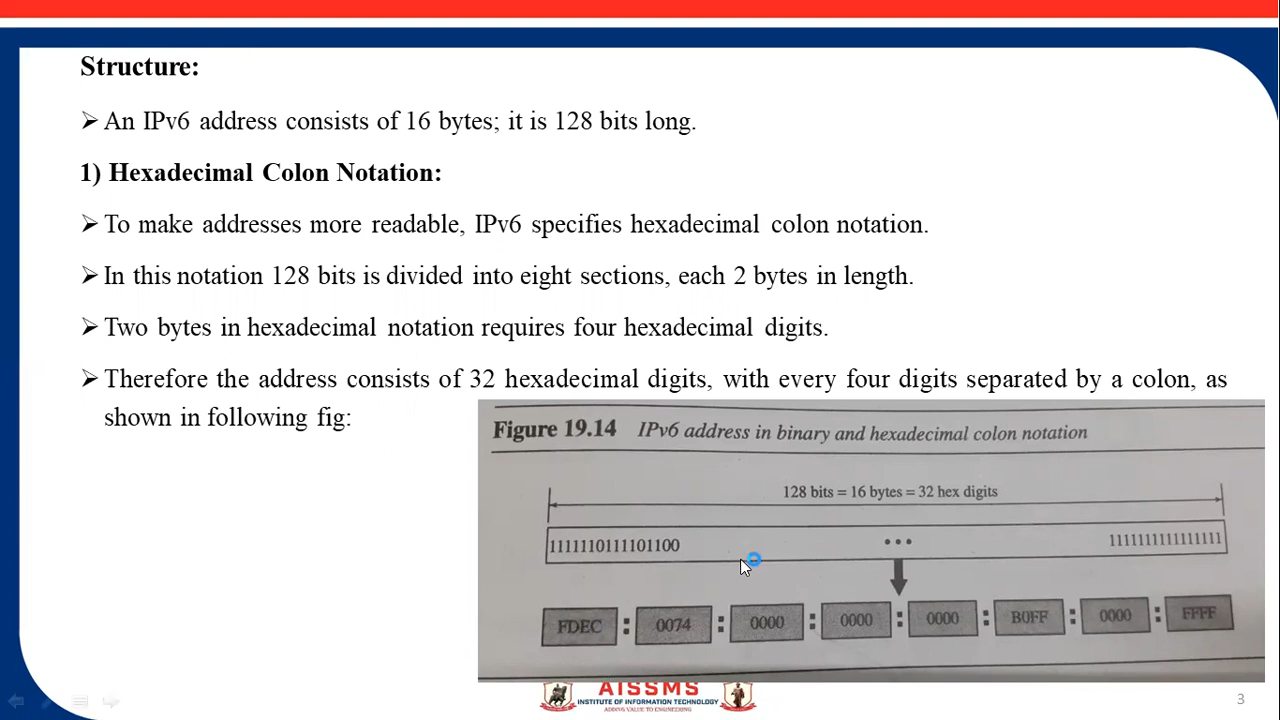 Structure:
➢ An IPv6 address consists of 16 bytes; it is 128 bits long.
1) Hexadecimal Colon Notation:
➢ To make addresses more readable, IPv6 specifies hexadecimal colon notation.
➢ In this notation 128 bits is divided into eight sections, each 2 bytes in length.
➢ Two bytes in hexadecimal notation requires four hexadecimal digits.
➢ Therefore the address consists of 32 hexadecimal digits, with every four digits separated by a colon, as
shown in following fig:
Figure 19.14 IPv6 address in binary and hexadecimal colon notation
128 bits = 16 bytes = 32 hex digits
1111110111101100 ••• 1111111111111111
FDEC : 0074 : 0000 : 0000 : 0000 : B0FF : 0000 : FFFF
AISSMS
INSTITUTE OF INFORMATION TECHNOLOGY
ADDING VALUE TO ENGINEERING
3